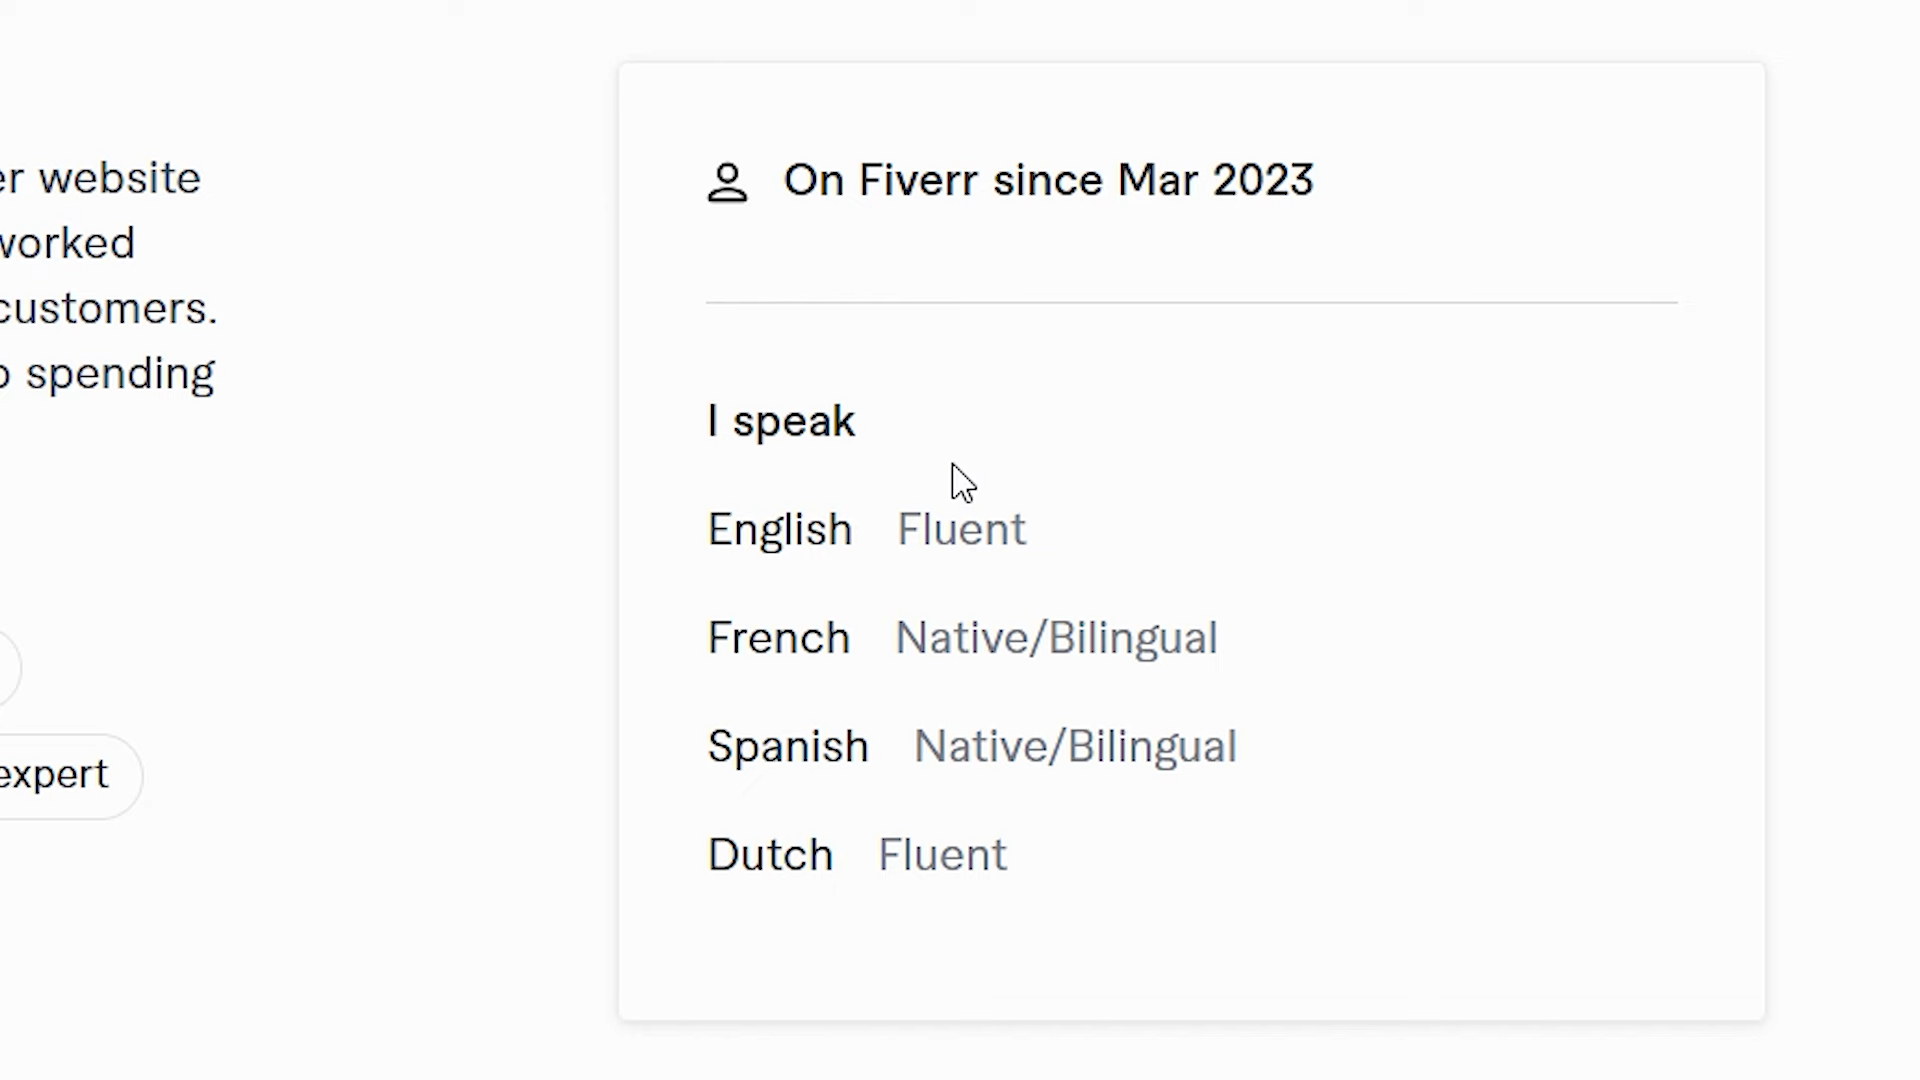 er website
worked
customers.
spending
expert
On Fiverr since Mar 2023
I speak
English Fluent
French Native/Bilingual
Spanish Native/Bilingual
Dutch Fluent